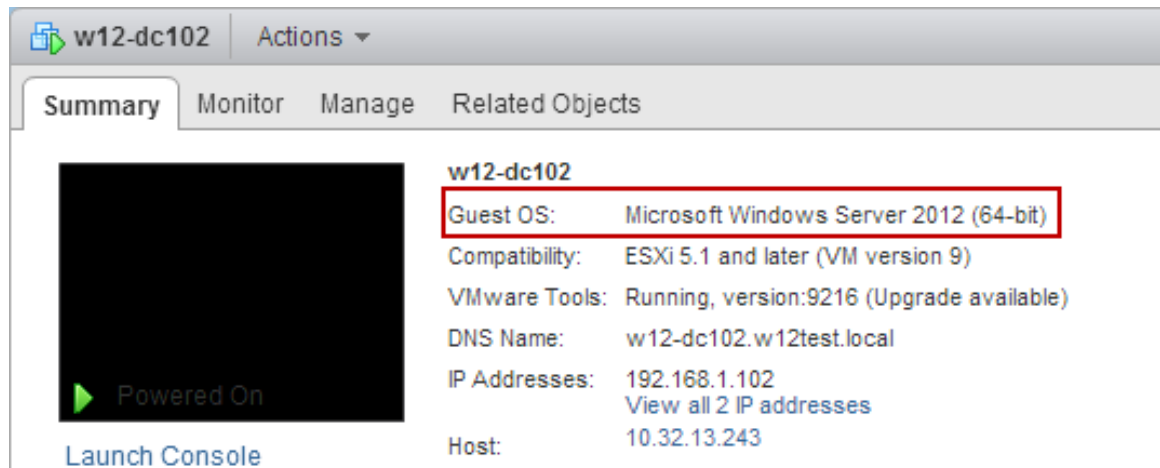 w12-dc102 Actions
Summary Monitor Manage Related Objects
w12-dc102
Guest OS: Microsoft Windows Server 2012 (64-bit)
Compatibility: ESXi 5.1 and later (VM version 9)
VMware Tools: Running, version:9216 (Upgrade available)
DNS Name: w12-dc102.w12test.local
IP Addresses: 192.168.1.102
View all 2 IP addresses
Host: 10.32.13.243
Powered On
Launch Console